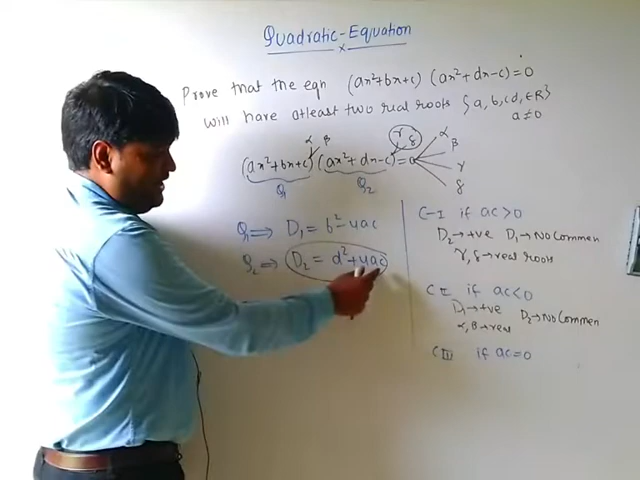 Quadratic-Equation
Prove that the eqn (ax²+bx+c) (ax²+dx-c)=0
will have atleast two real roots {a, b, c, d, ∈R}
a≠0
α β γ, δ α
(ax²+bx+c) (ax²+dx-c)=0 β
γ
Q₁ Q₂ δ
Q₁ ⇒ D₁ = b²-4ac
Q₂ ⇒ D₂ = d²+4ac
C-I if ac>0
D₂→+ve D₁→No Commen
γ, δ→real roots
C II if ac<0
D₁→+ve D₂→No Commen
α, β→real
C III if ac=0